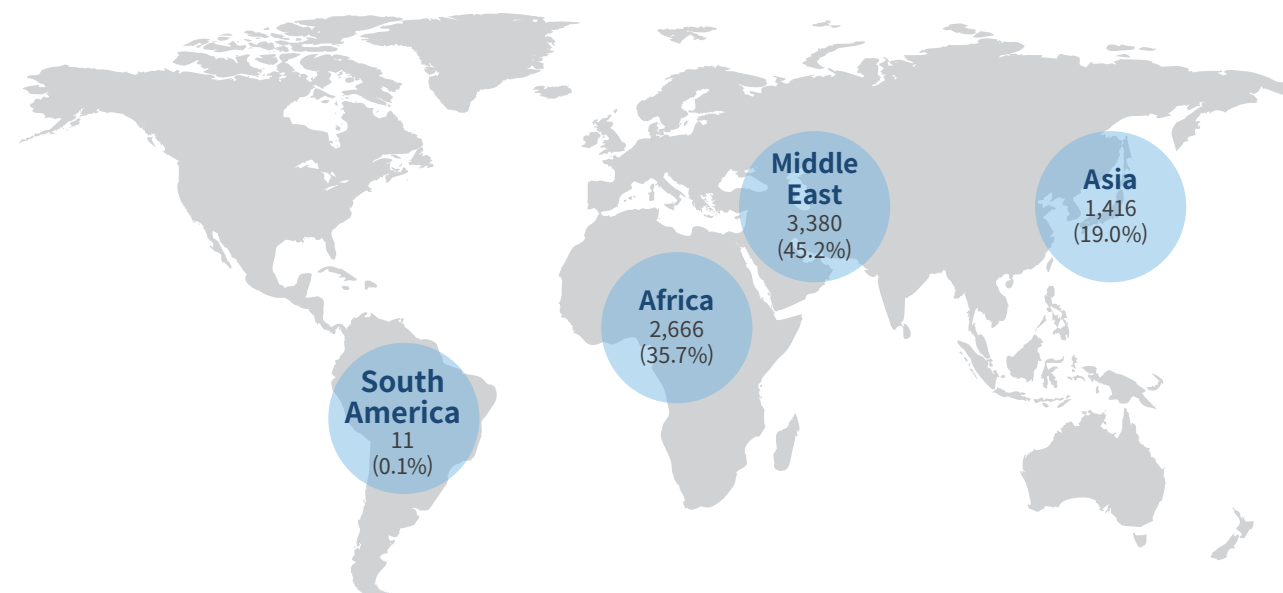 Middle
East
3,380
(45.2%)
Asia
1,416
(19.0%)
Africa
2,666
(35.7%)
South
America
11
(0.1%)